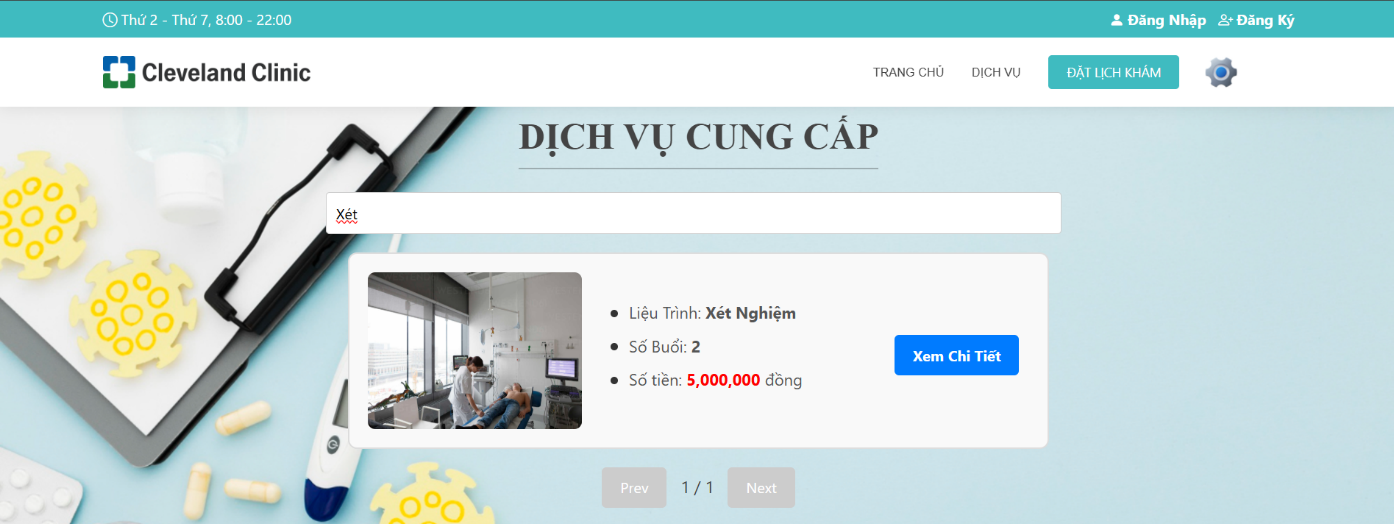 Thứ 2 - Thứ 7, 8:00 - 22:00
Đăng Nhập Đăng Ký
Cleveland Clinic
TRANG CHỦ DỊCH VỤ ĐẶT LỊCH KHÁM
DỊCH VỤ CUNG CẤP
Xét
Liệu Trình: Xét Nghiệm
Số Buổi: 2
Số tiền: 5,000,000 đồng
Xem Chi Tiết
Prev 1 / 1 Next